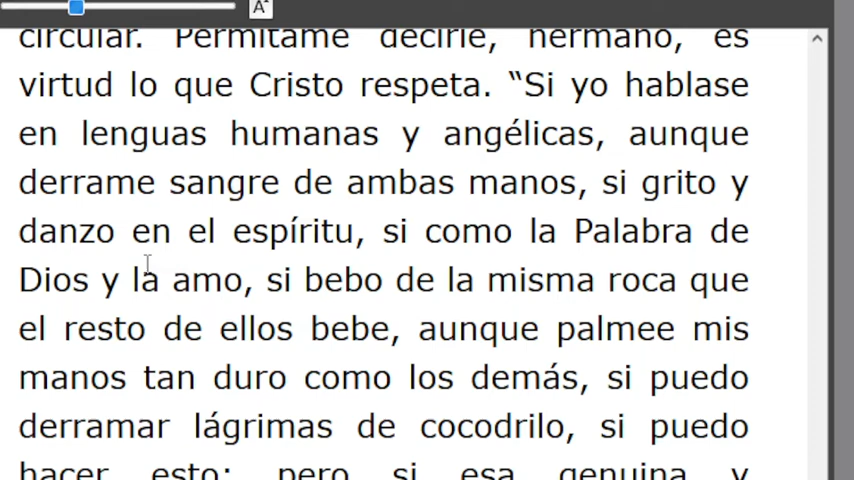 A
circular. Permítame decirle, hermano, es
virtud lo que Cristo respeta. “Si yo hablase
en lenguas humanas y angélicas, aunque
derrame sangre de ambas manos, si grito y
danzo en el espíritu, si como la Palabra de
Dios y la amo, si bebo de la misma roca que
el resto de ellos bebe, aunque palmee mis
manos tan duro como los demás, si puedo
derramar lágrimas de cocodrilo, si puedo
hacer esto; pero si esa genuina y